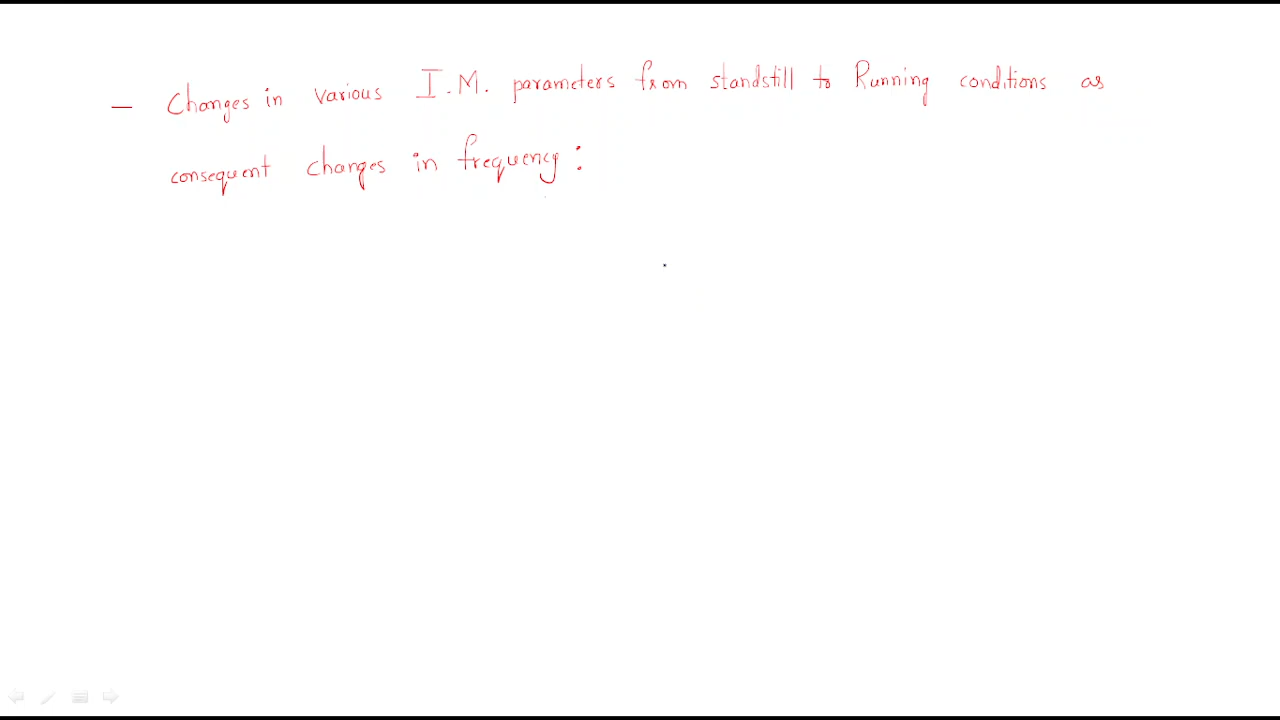 – Changes in various I.M. parameters from standstill to Running conditions as
consequent changes in frequency :